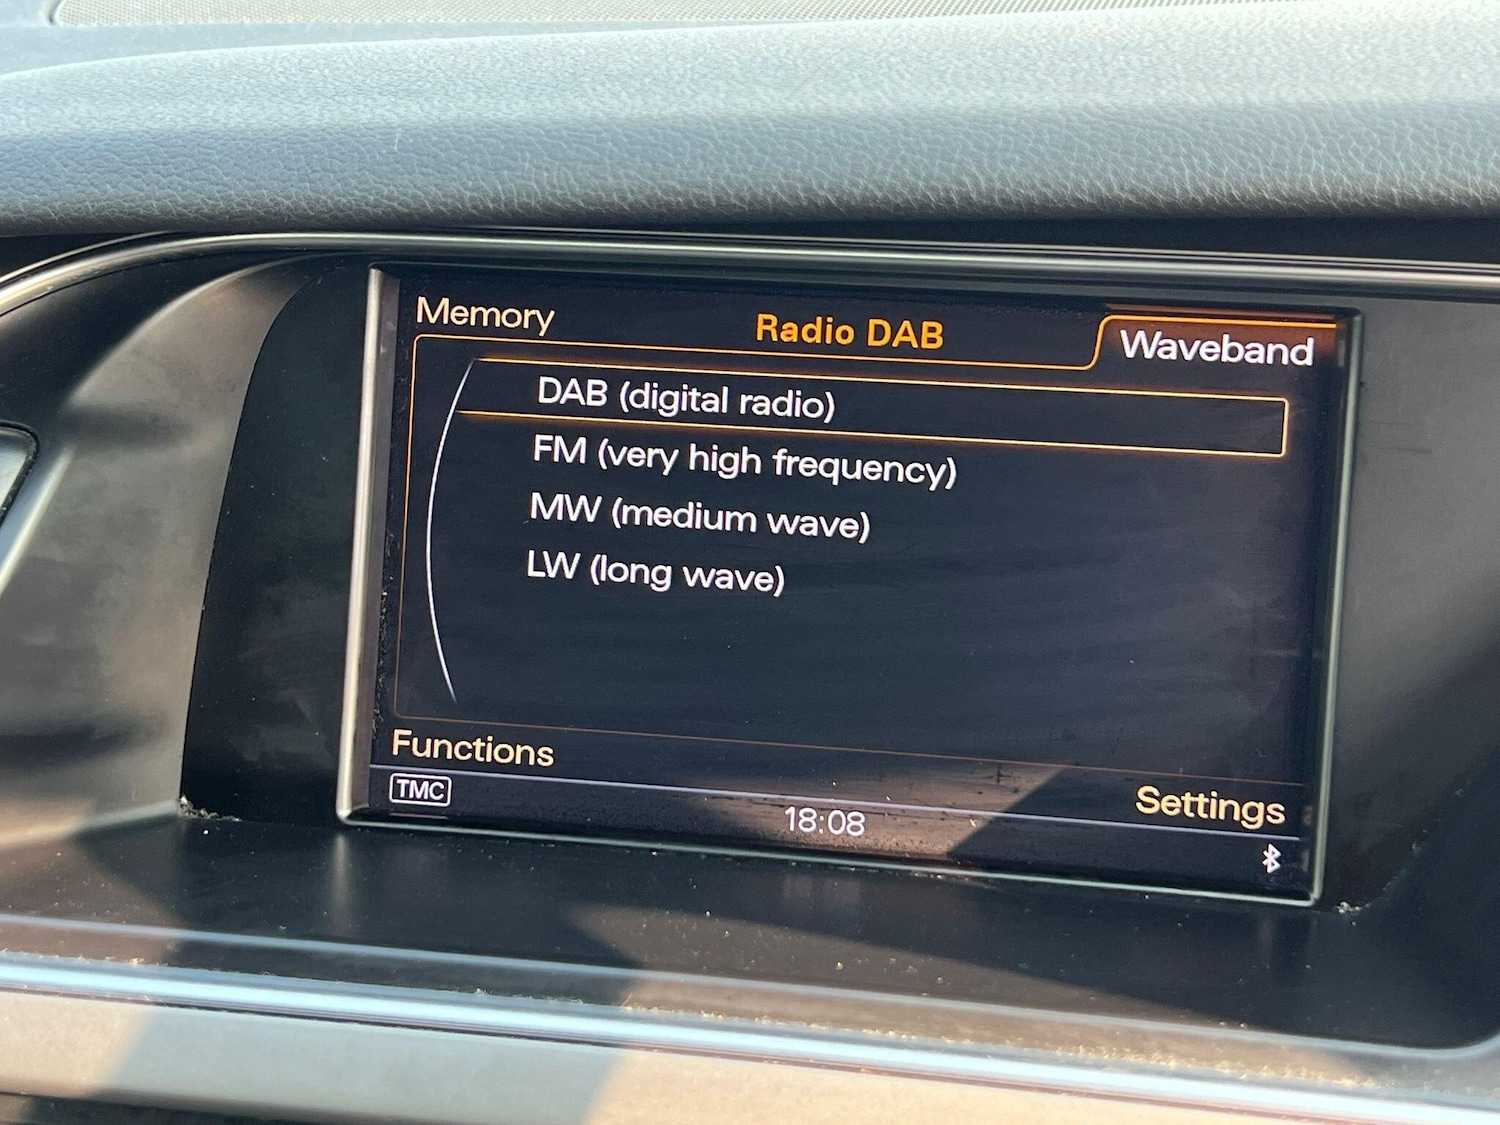 Memory
Radio DAB
Waveband
DAB (digital radio)
FM (very high frequency)
MW (medium wave)
LW (long wave)
Functions
Settings
TMC
18:08